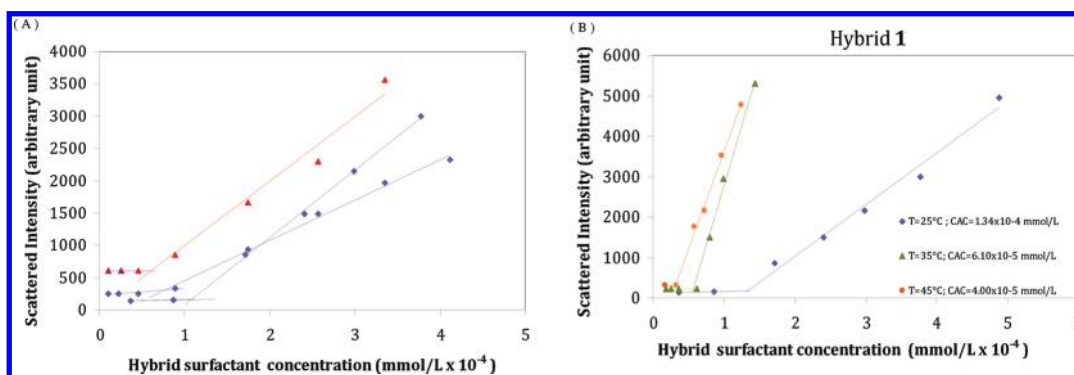 ( A )
4000
3500
3000
2500
2000
1500
1000
500
0
0 1 2 3 4 5
Scattered Intensity (arbitrary unit)
Hybrid surfactant concentration (mmol/L x 10-4)
( B )
Hybrid 1
6000
5000
4000
3000
2000
1000
0
0 1 2 3 4 5
Scattered Intensity (arbitrary unit)
T=25°C ; CAC=1.34x10-4 mmol/L
T=35°C; CAC=6.10x10-5 mmol/L
T=45°C; CAC=4.00x10-5 mmol/L
Hybrid surfactant concentration (mmol/L x 10-4)